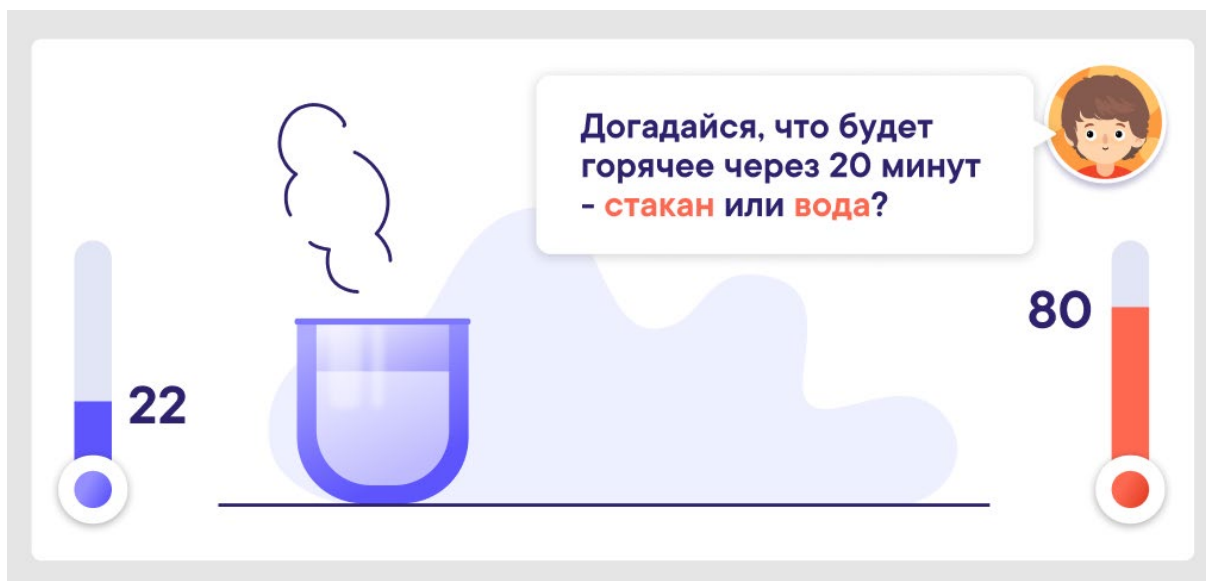 Догадайся, что будет
горячее через 20 минут
- стакан или вода?
80
22